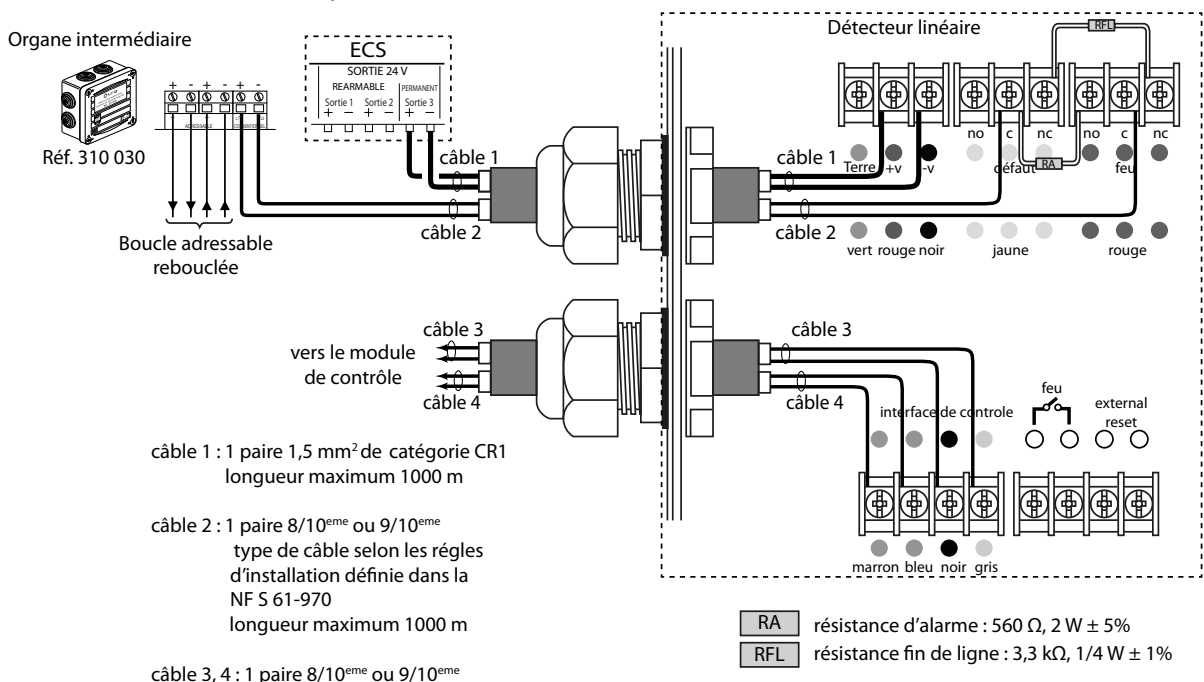 Organe intermédiaire
Réf. 310 030
+ - + - + -
ADRESSABLE
Boucle adressable
rebouclée
ECS
SORTIE 24 V
REARMABLE PERMANENT
Sortie 1 Sortie 2 Sortie 3
+ − + − + −
câble 1
câble 2
câble 1
câble 2
Détecteur linéaire
RFL
no c nc no c nc
RA
Terre +v -v défaut feu
vert rouge noir jaune rouge
câble 3
vers le module
de contrôle
câble 4
câble 3
câble 4
interface de controle
feu
external
reset
marron bleu noir gris
câble 1 : 1 paire 1,5 mm² de catégorie CR1
longueur maximum 1000 m
câble 2 : 1 paire 8/10eme ou 9/10eme
type de câble selon les régles
d'installation définie dans la
NF S 61-970
longueur maximum 1000 m
câble 3, 4 : 1 paire 8/10eme ou 9/10eme
RA résistance d'alarme : 560 Ω, 2 W ± 5%
RFL résistance fin de ligne : 3,3 kΩ, 1/4 W ± 1%